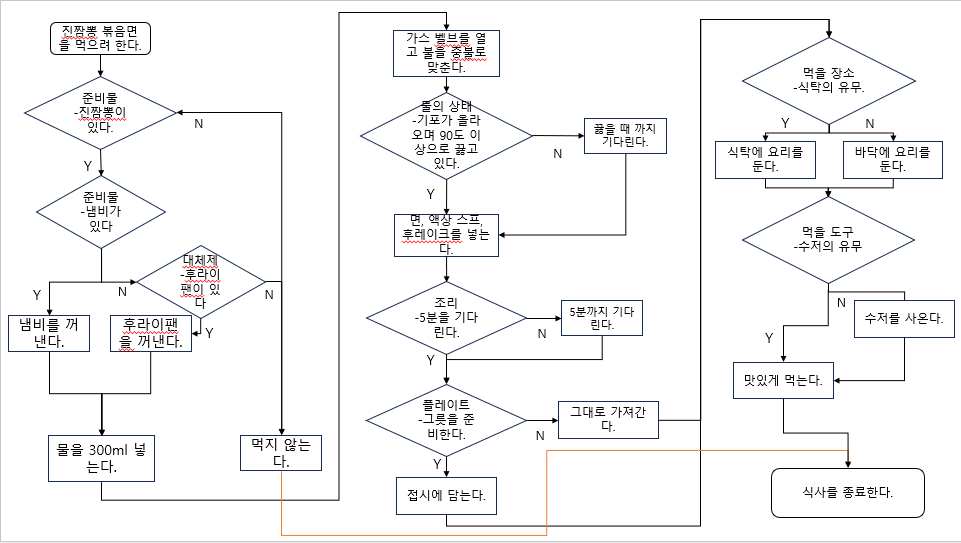 진짬뽕 볶음면
을 먹으려 한다.
준비물
-진짬뽕이
있다.
N
Y
준비물
-냄비가
있다
대체제
-후라이
팬이 있
다
Y
N
N
냄비를 꺼
낸다.
후라이팬
을 꺼낸다.
Y
물을 300ml 넣
는다.
먹지 않는
다.
가스 벨브를 열
고 불을 중불로
맞춘다.
물의 상태
-기포가 올라
오며 90도 이
상으로 끓고
있다.
N
끓을 때 까지
기다린다.
Y
면, 액상 스프,
후레이크를 넣는
다.
조리
-5분을 기다
린다.
N
5분까지 기다
린다.
Y
플레이트
-그릇을 준
비한다.
N
그대로 가져간
다.
Y
접시에 담는다.
먹을 장소
-식탁의 유무.
Y
N
식탁에 요리를
둔다.
바닥에 요리를
둔다.
먹을 도구
-수저의 유무
N
수저를 사온다.
Y
맛있게 먹는다.
식사를 종료한다.